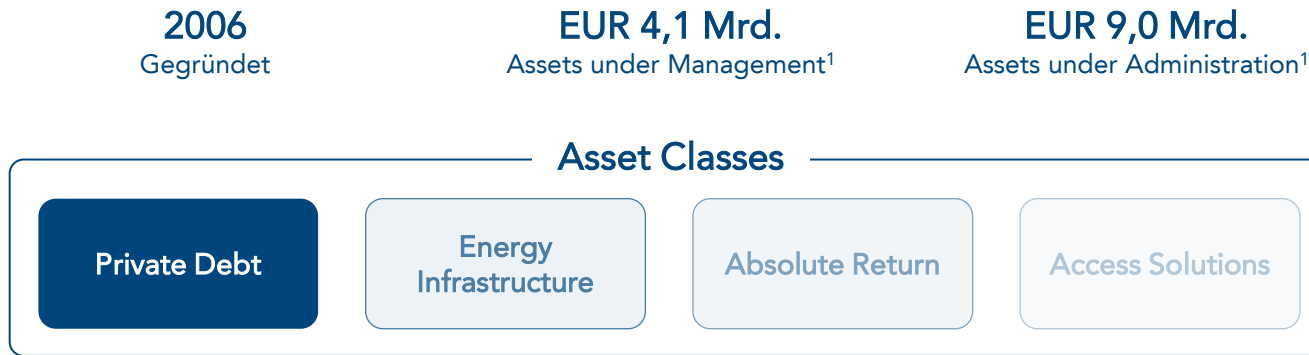 2006
Gegründet
EUR 4,1 Mrd.
Assets under Management¹
EUR 9,0 Mrd.
Assets under Administration¹
Asset Classes
Private Debt
Energy
Infrastructure
Absolute Return
Access Solutions